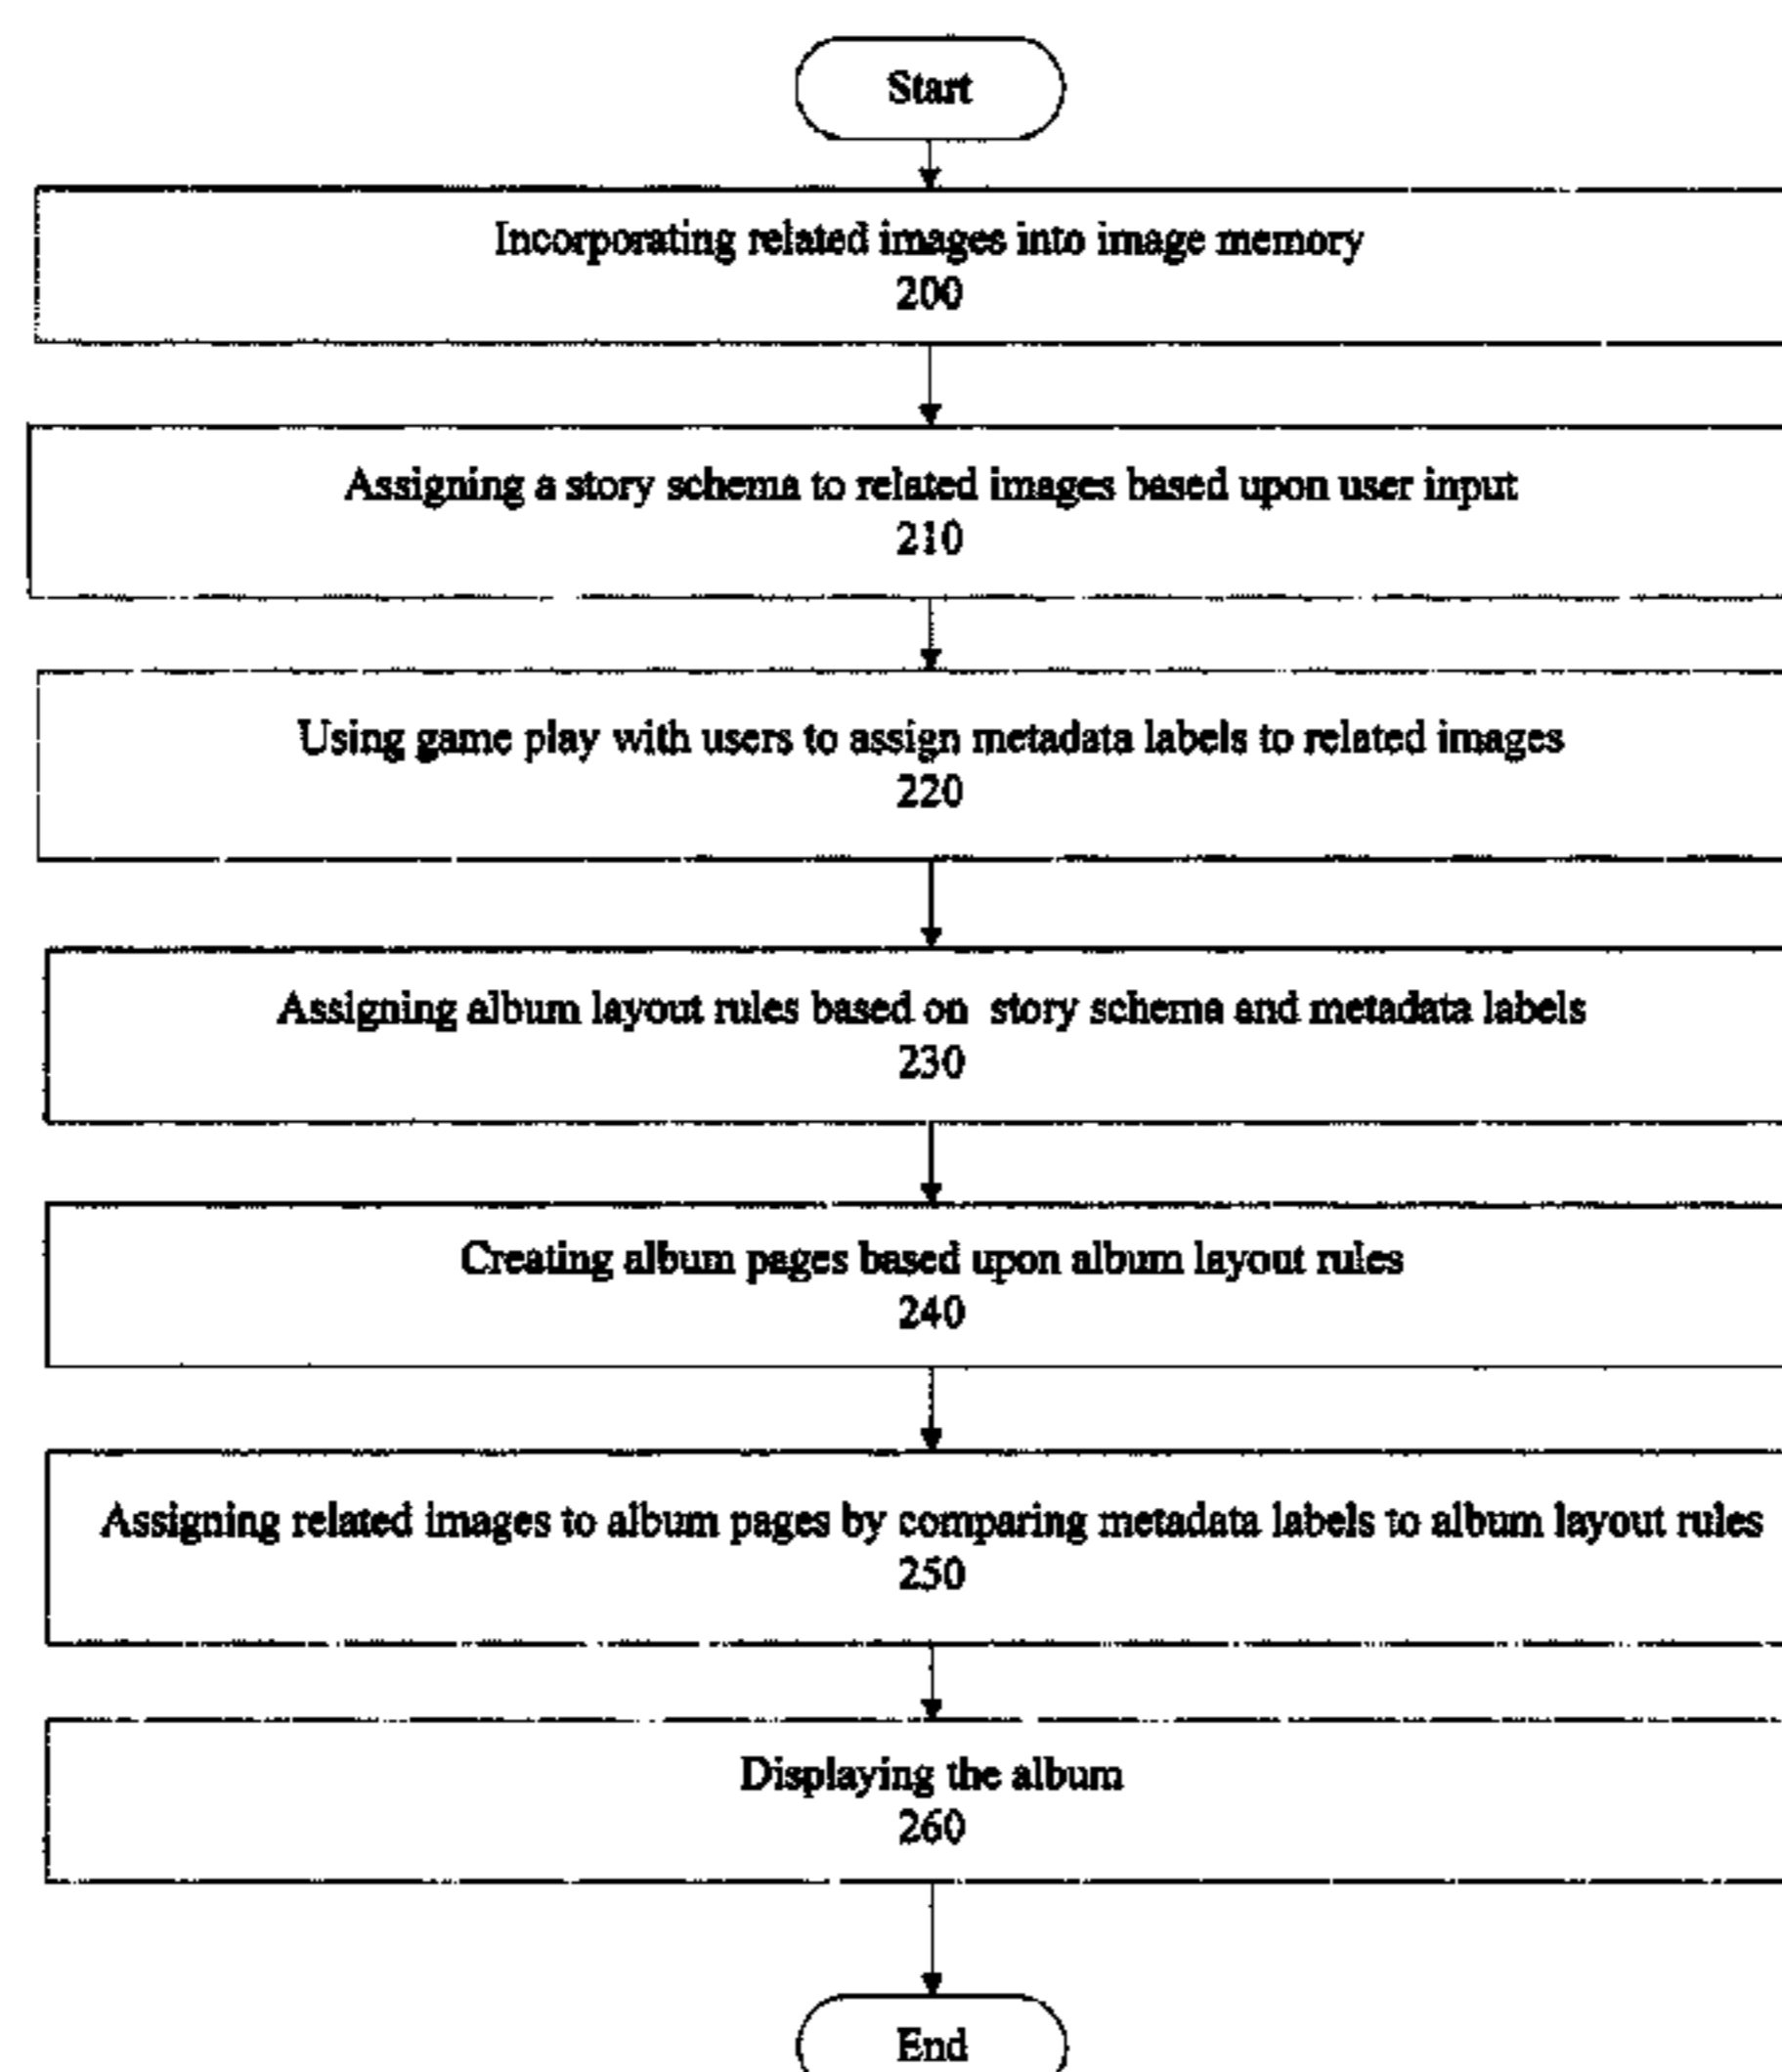 Start
Incorporating related images into image memory
200
Assigning a story schema to related images based upon user input
210
Using game play with users to assign metadata labels to related images
220
Assigning album layout rules based on story schema and metadata labels
230
Creating album pages based upon album layout rules
240
Assigning related images to album pages by comparing metadata labels to album layout rules
250
Displaying the album
260
End